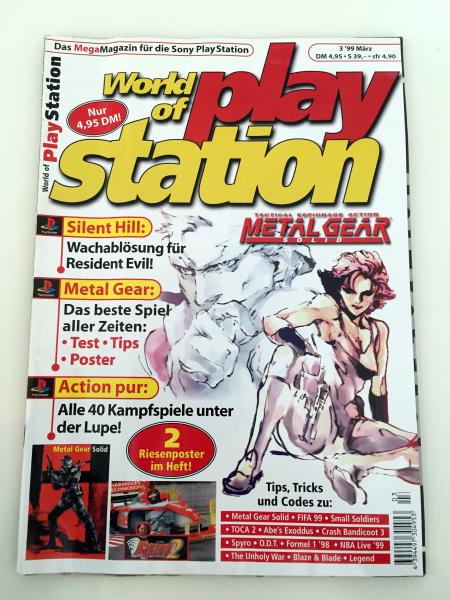 Das MegaMagazin für die Sony PlayStation
3 '99 März
DM 4,95 • S 39,– • sfr 4,90
World of PlayStation
Nur
4,95 DM!
World
of
play
station
TACTICAL ESPIONAGE ACTION
METAL GEAR
SOLID
Silent Hill:
Wachablösung für
Resident Evil!
Metal Gear:
Das beste Spiel
aller Zeiten:
• Test • Tips
• Poster
Action pur:
Alle 40 Kampfspiele unter
der Lupe!
2
Riesenposter
im Heft!
Metal Gear Solid
Tips, Tricks
und Codes zu:
• Metal Gear Solid • FIFA 99 • Small Soldiers
• TOCA 2 • Abe's Exoddus • Crash Bandicoot 3
• Spyro • O.D.T. • Formel 1 '98 • NBA Live '99
• The Unholy War • Blaze & Blade • Legend
03